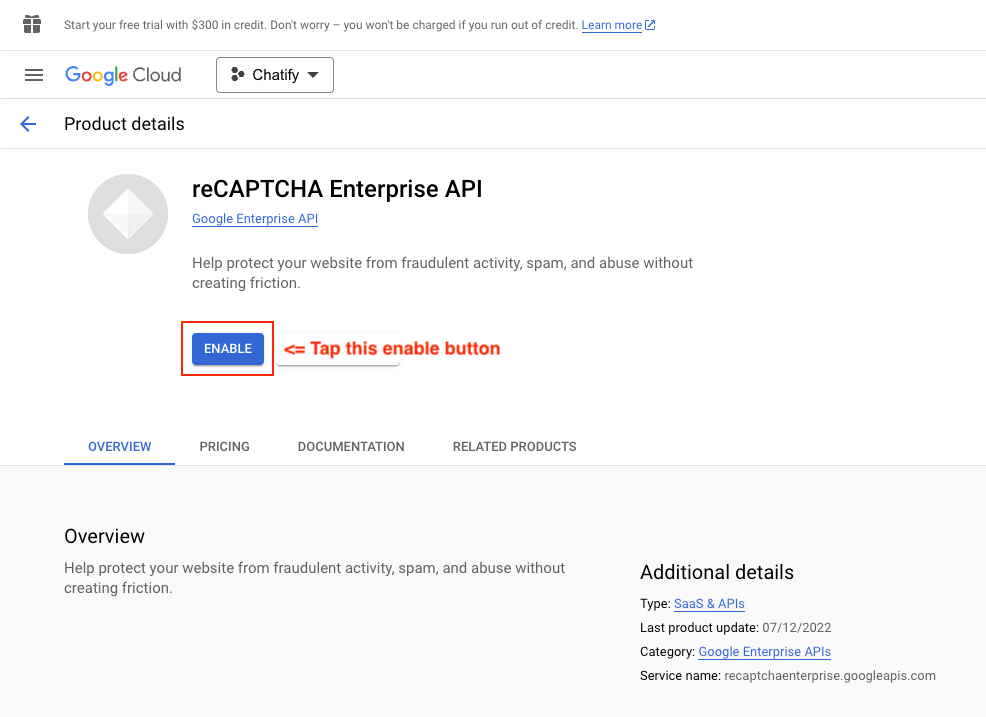 Start your free trial with $300 in credit. Don't worry – you won't be charged if you run out of credit. Learn more
Google Cloud
Chatify
Product details
reCAPTCHA Enterprise API
Google Enterprise API
Help protect your website from fraudulent activity, spam, and abuse without
creating friction.
ENABLE
<= Tap this enable button
OVERVIEW PRICING DOCUMENTATION RELATED PRODUCTS
Overview
Help protect your website from fraudulent activity, spam, and abuse without
creating friction.
Additional details
Type: SaaS & APIs
Last product update: 07/12/2022
Category: Google Enterprise APIs
Service name: recaptchaenterprise.googleapis.com